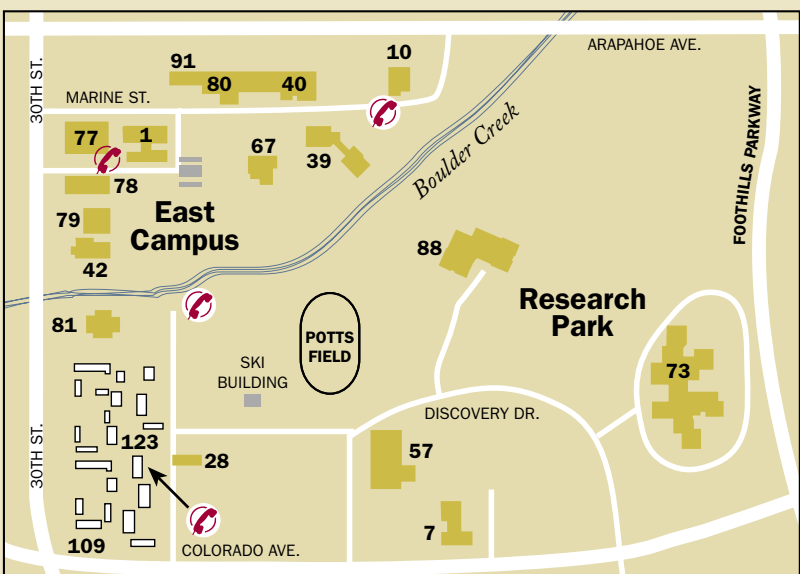 ARAPAHOE AVE.
10
91
80
40
30TH ST.
MARINE ST.
FOOTHILLS PARKWAY
77
1
67
39
Boulder Creek
78
79
East
Campus
42
88
Research
Park
81
POTTS
FIELD
SKI
BUILDING
73
DISCOVERY DR.
30TH ST.
123
28
57
7
109
COLORADO AVE.